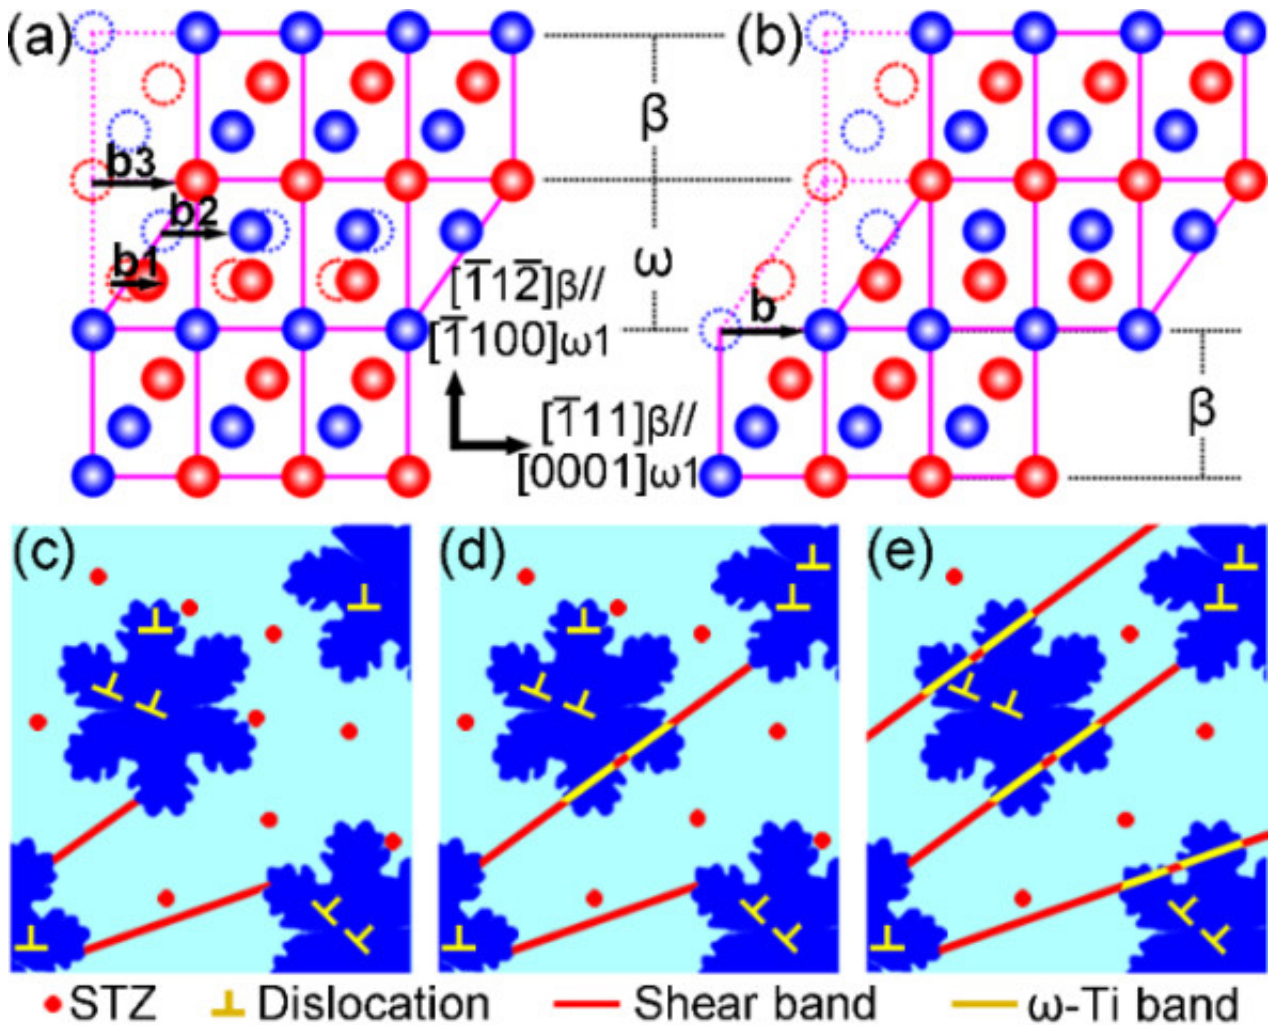 (a)
(b)
β
b3
b2
b1
ω
[1̅12̅]β//
[1̅100]ω1
b
[1̅11]β//
[0001]ω1
β
(c)
(d)
(e)
STZ
Dislocation
Shear band
ω-Ti band